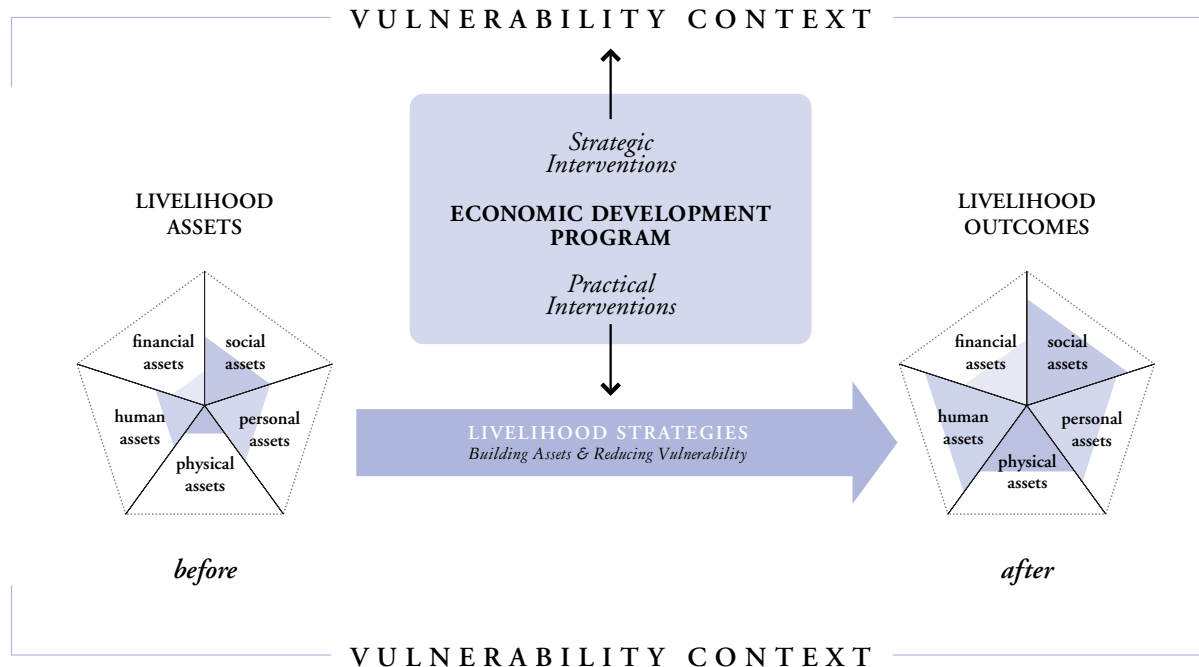 VULNERABILITY CONTEXT
Strategic
Interventions
ECONOMIC DEVELOPMENT
PROGRAM
Practical
Interventions
LIVELIHOOD
ASSETS
financial
assets
social
assets
human
assets
personal
assets
physical
assets
before
LIVELIHOOD STRATEGIES
Building Assets & Reducing Vulnerability
LIVELIHOOD
OUTCOMES
financial
assets
social
assets
human
assets
personal
assets
physical
assets
after
VULNERABILITY CONTEXT